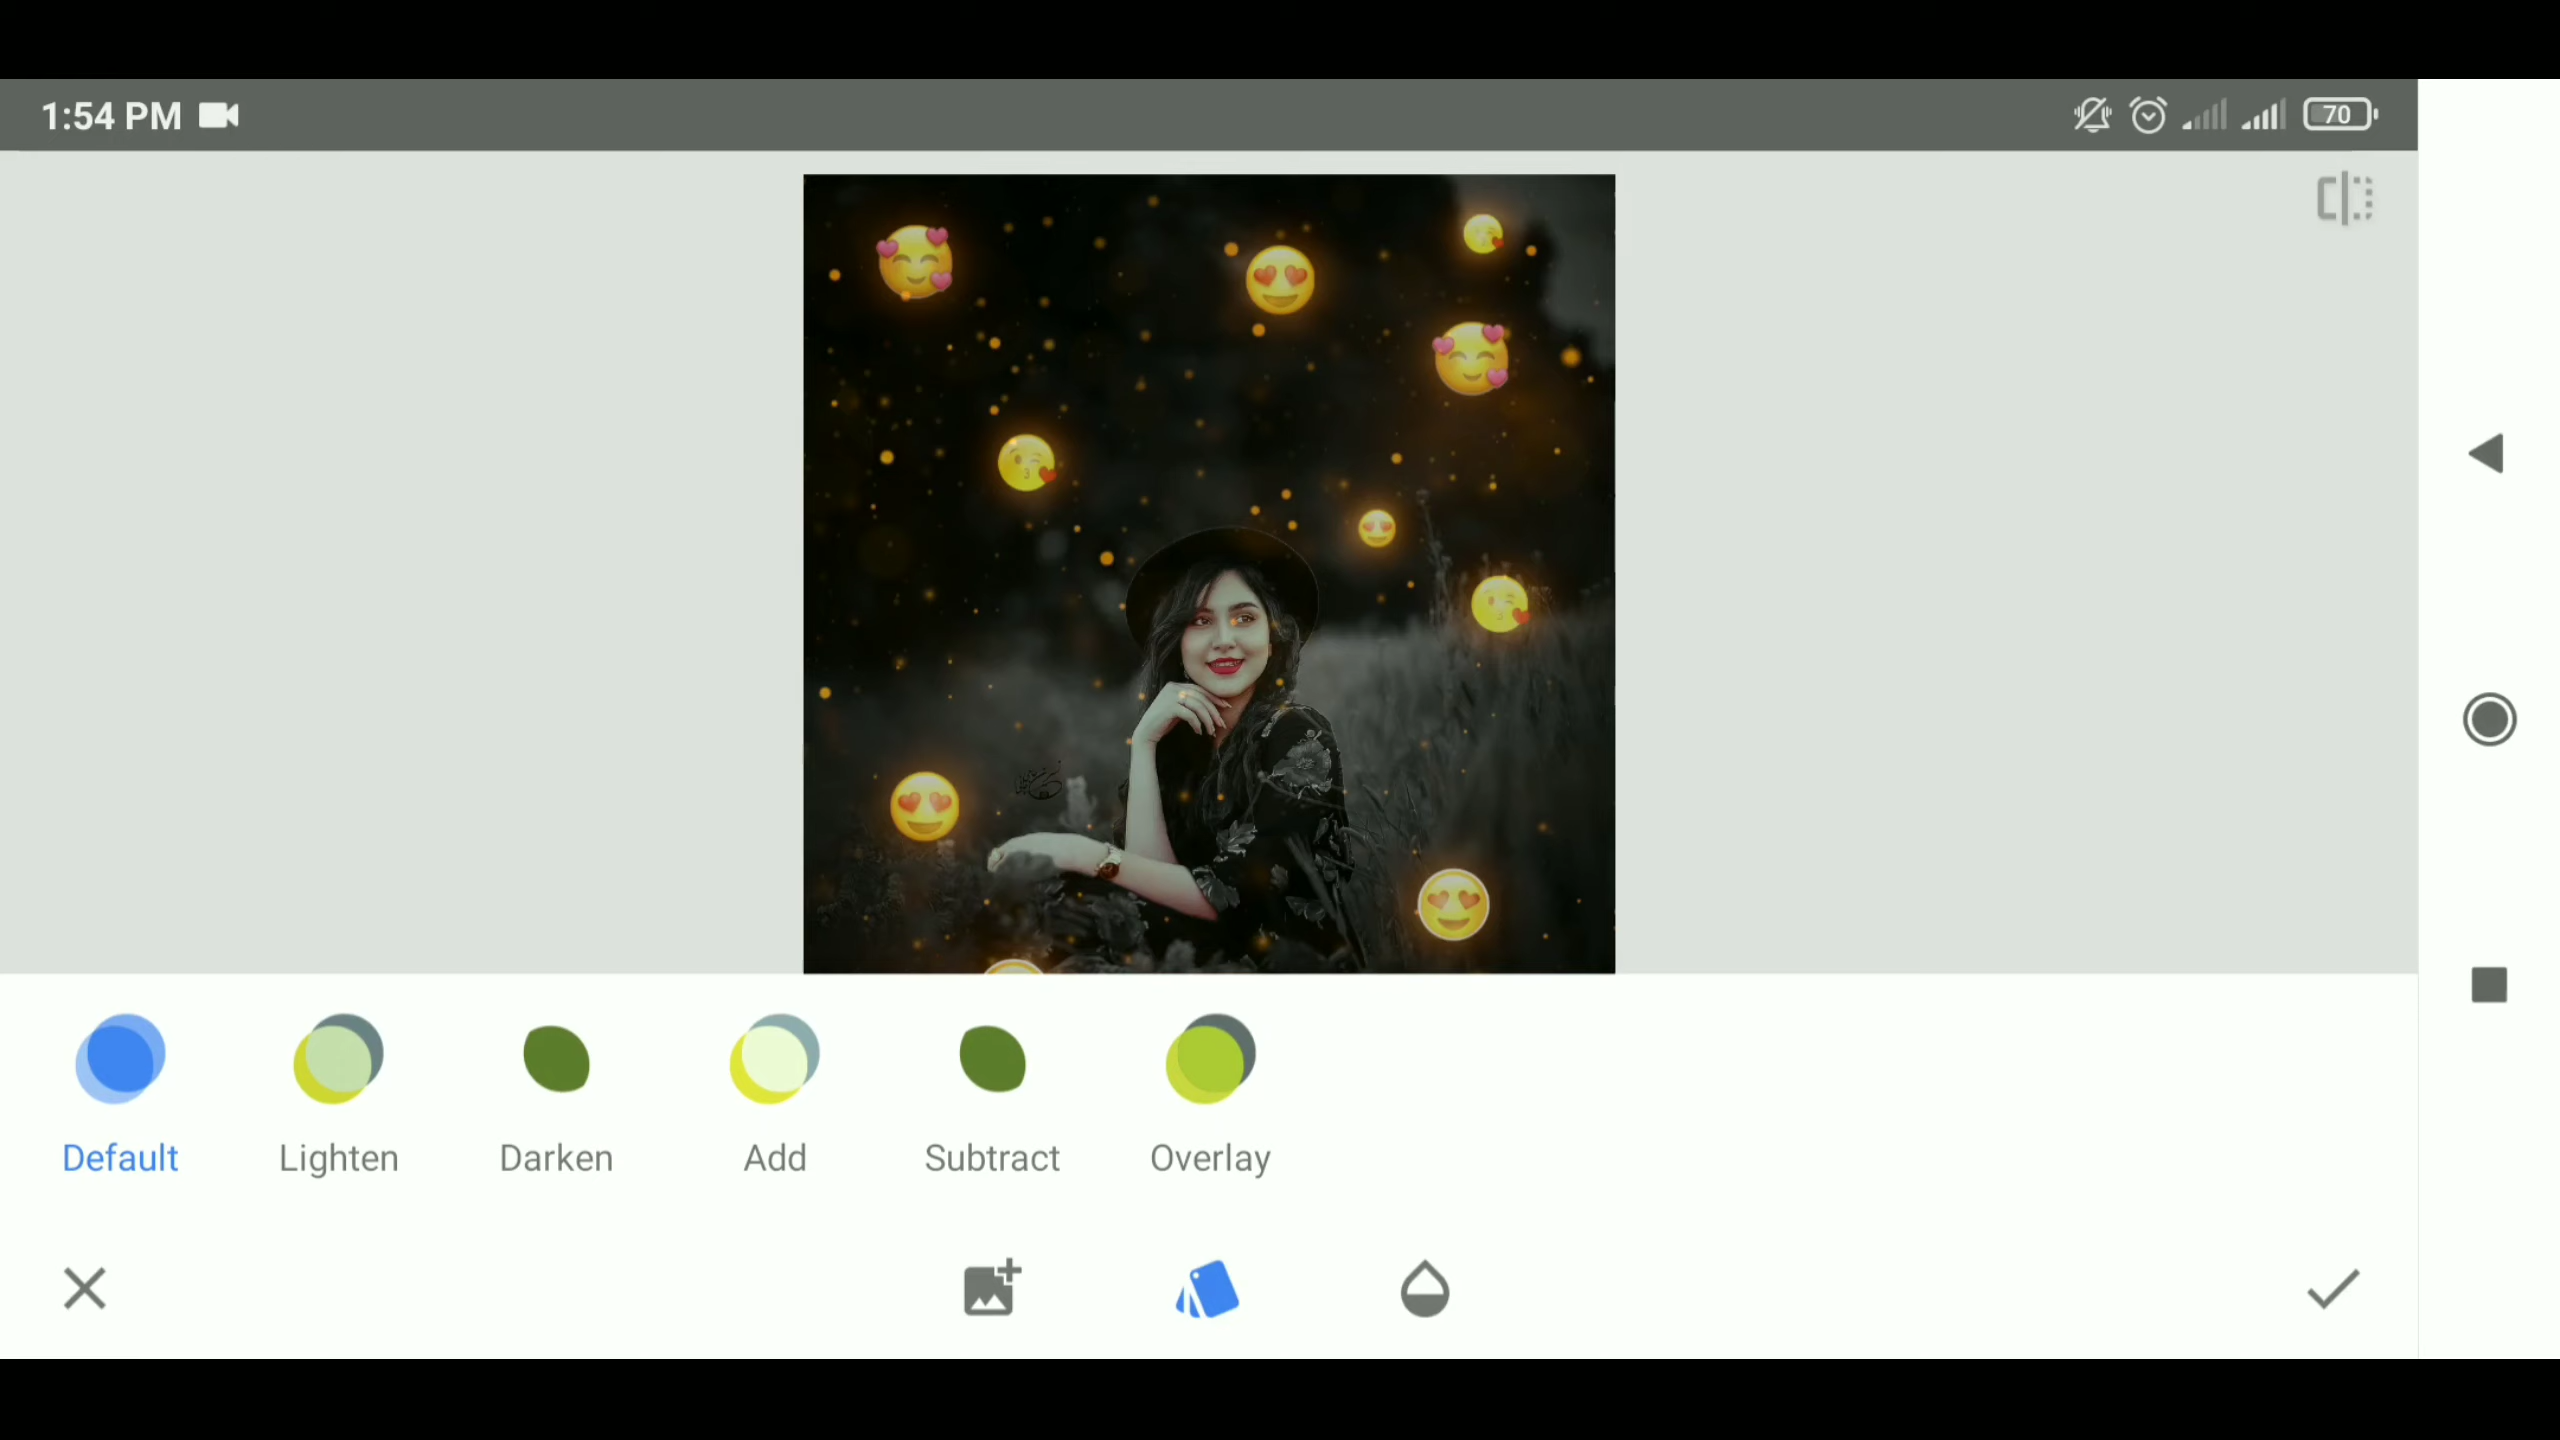 1:54 PM
70
Default
Lighten
Darken
Add
Subtract
Overlay